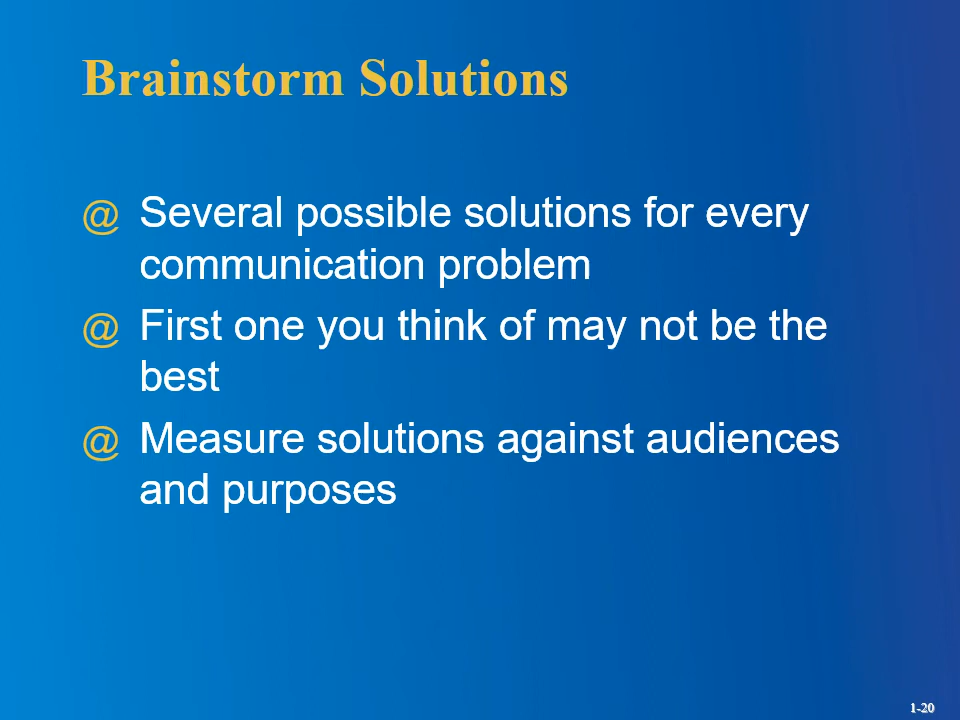 Brainstorm Solutions
@ Several possible solutions for every
communication problem
@ First one you think of may not be the
best
@ Measure solutions against audiences
and purposes
1-20